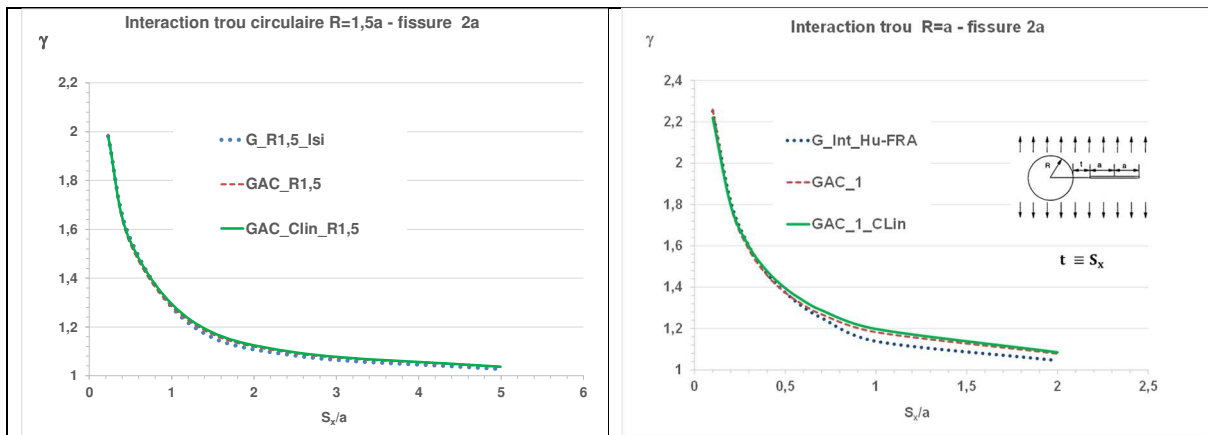 Interaction trou circulaire R=1,5a - fissure 2a
γ
2,2
2
1,8
1,6
1,4
1,2
1
G_R1,5_Isi
GAC_R1,5
GAC_Clin_R1,5
0 1 2 3 4 5 6
Sx/a
Interaction trou R=a - fissure 2a
γ
2,4
2,2
2
1,8
1,6
1,4
1,2
1
G_Int_Hu-FRA
GAC_1
GAC_1_CLin
R t a a
t ≡ Sx
0 0,5 1 1,5 2 2,5
Sx/a